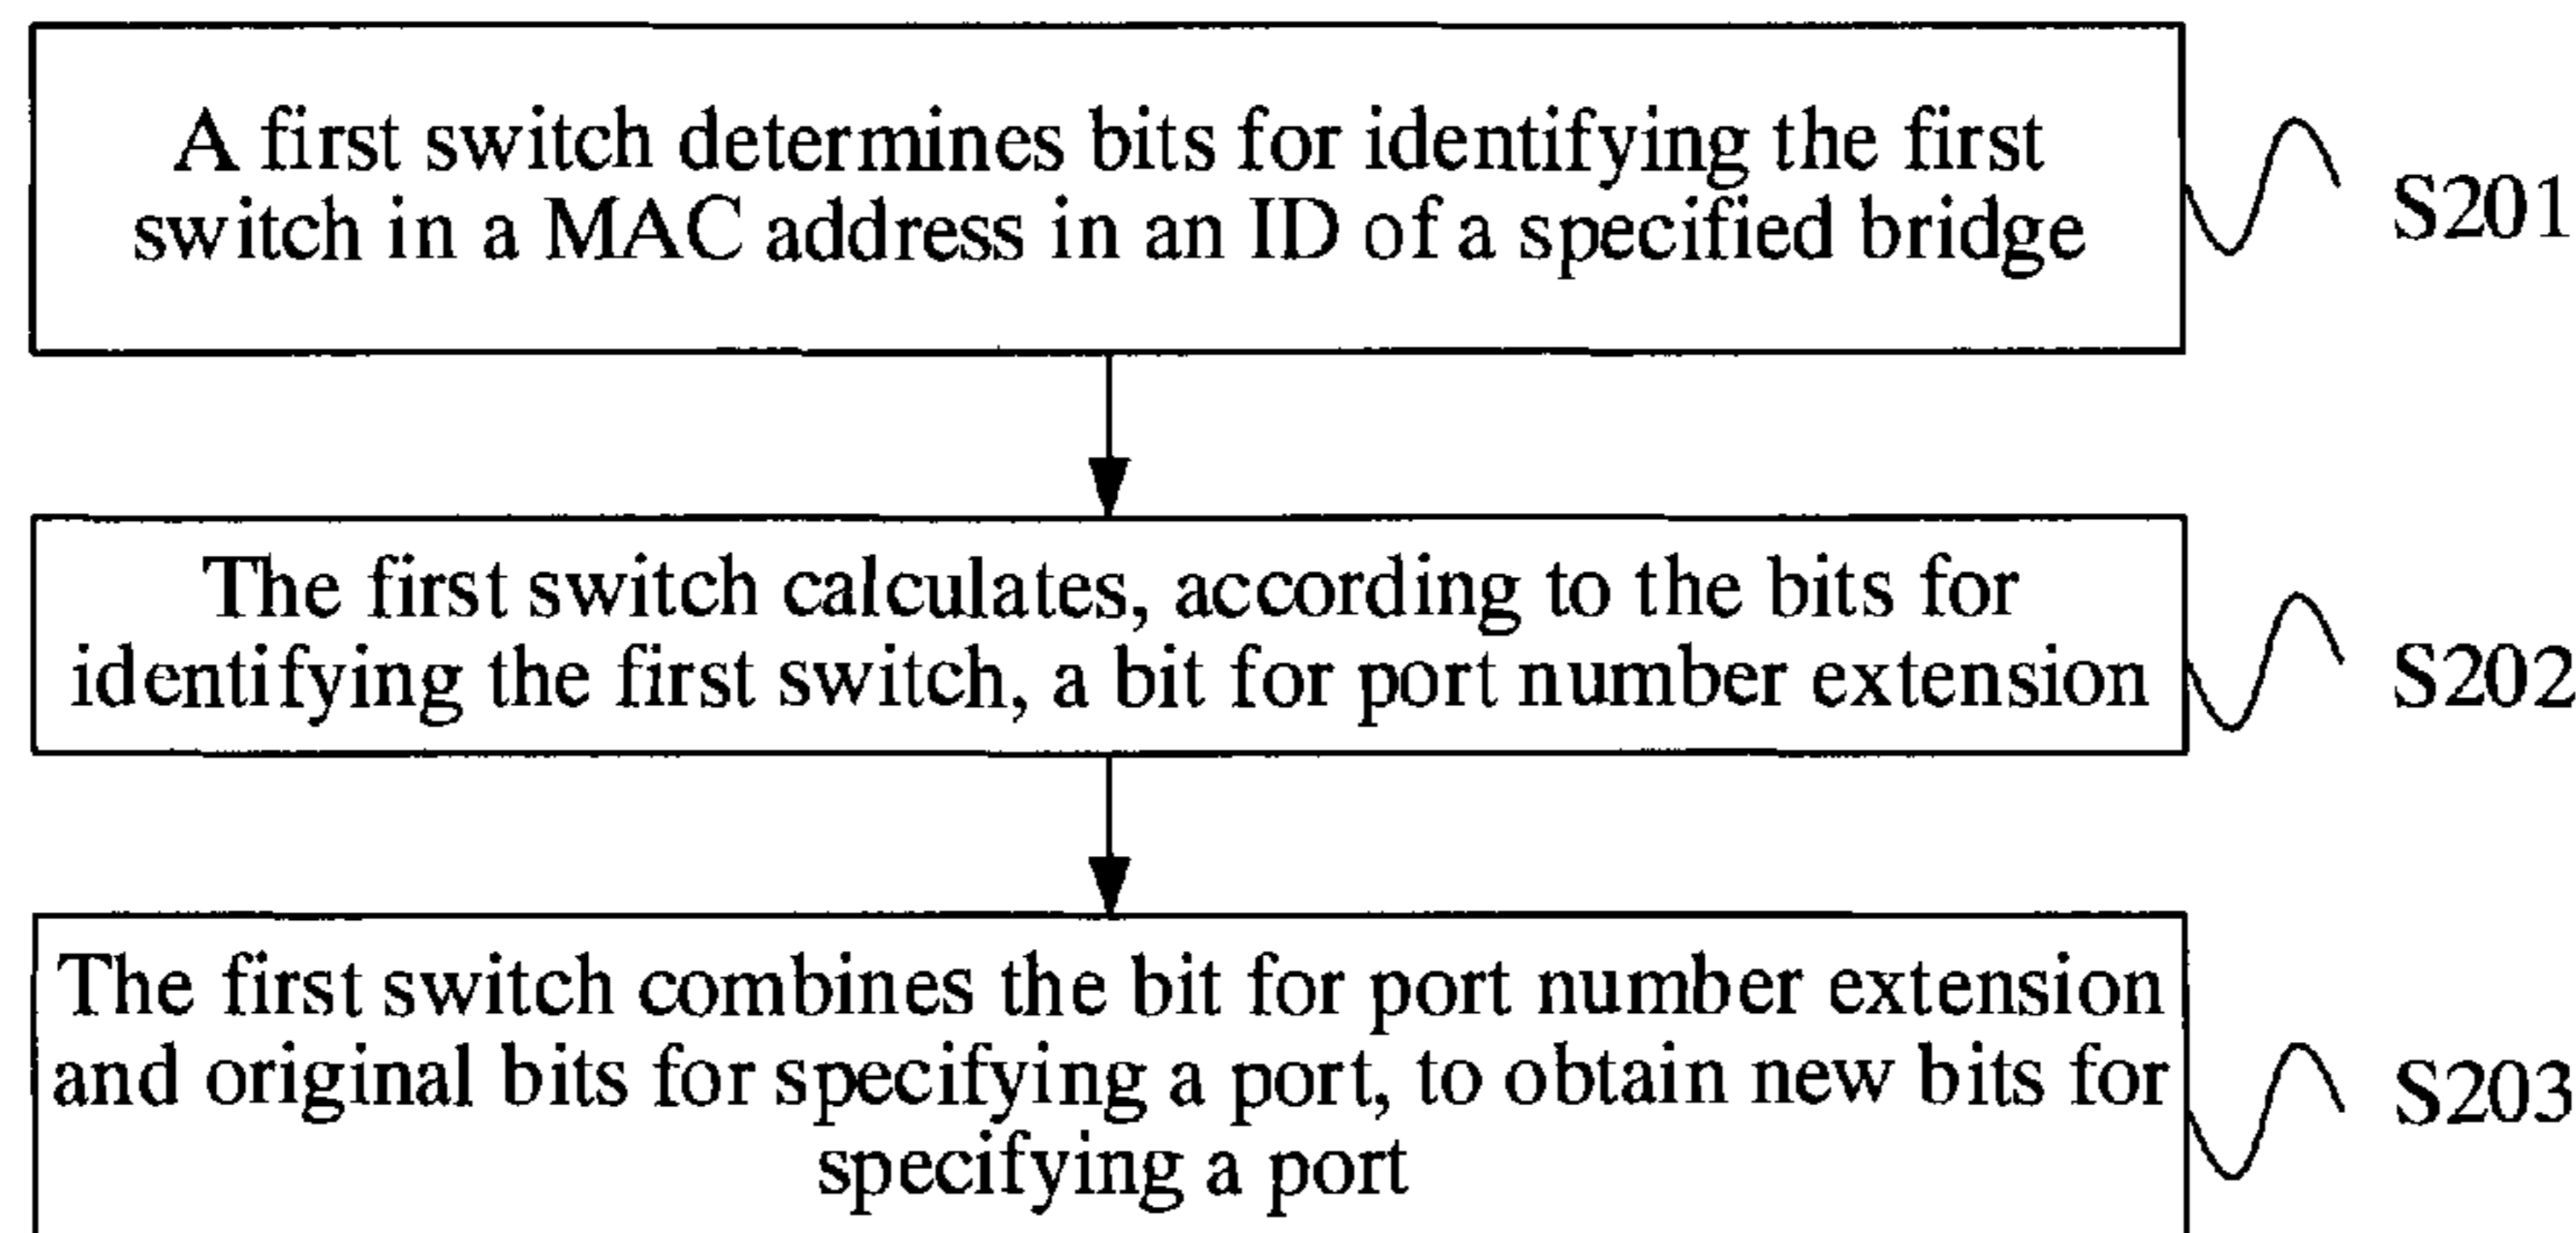 A first switch determines bits for identifying the first
switch in a MAC address in an ID of a specified bridge
S201
The first switch calculates, according to the bits for
identifying the first switch, a bit for port number extension
S202
The first switch combines the bit for port number extension
and original bits for specifying a port, to obtain new bits for
specifying a port
S203